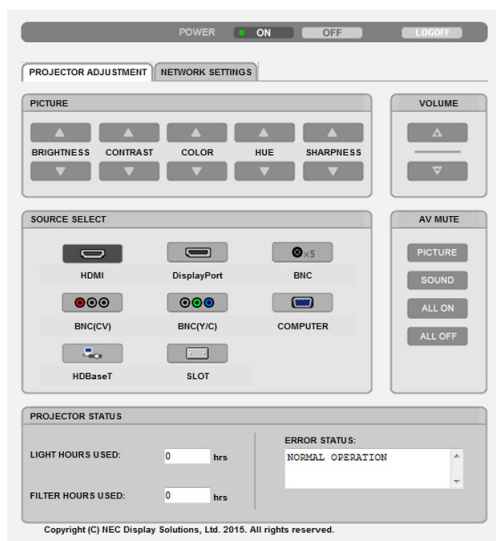 POWER ON OFF LOGOFF
PROJECTOR ADJUSTMENT NETWORK SETTINGS
PICTURE VOLUME
BRIGHTNESS CONTRAST COLOR HUE SHARPNESS
SOURCE SELECT AV MUTE
×5 PICTURE
HDMI DisplayPort BNC
SOUND
BNC(CV) BNC(Y/C) COMPUTER
ALL ON
ALL OFF
HDBaseT SLOT
PROJECTOR STATUS
ERROR STATUS:
LIGHT HOURS USED: 0 hrs NORMAL OPERATION
FILTER HOURS USED: 0 hrs
Copyright (C) NEC Display Solutions, Ltd. 2015. All rights reserved.